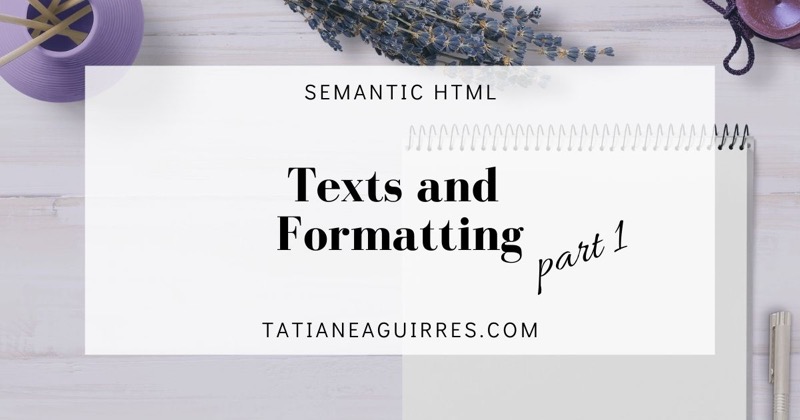 SEMANTIC HTML
Texts and
Formatting
part 1
TATIANEAGUIRRES.COM